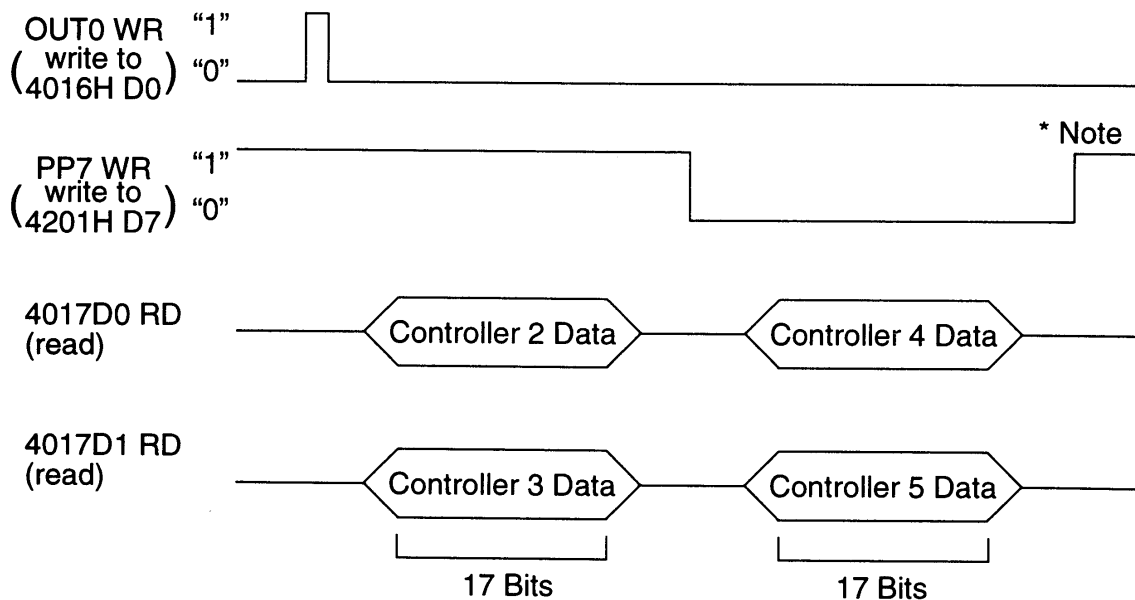 OUT0 WR "1"
(write to "0"
4016H D0)
* Note
PP7 WR "1"
(write to "0"
4201H D7)
4017D0 RD
(read)
Controller 2 Data
Controller 4 Data
4017D1 RD
(read)
Controller 3 Data
Controller 5 Data
17 Bits
17 Bits